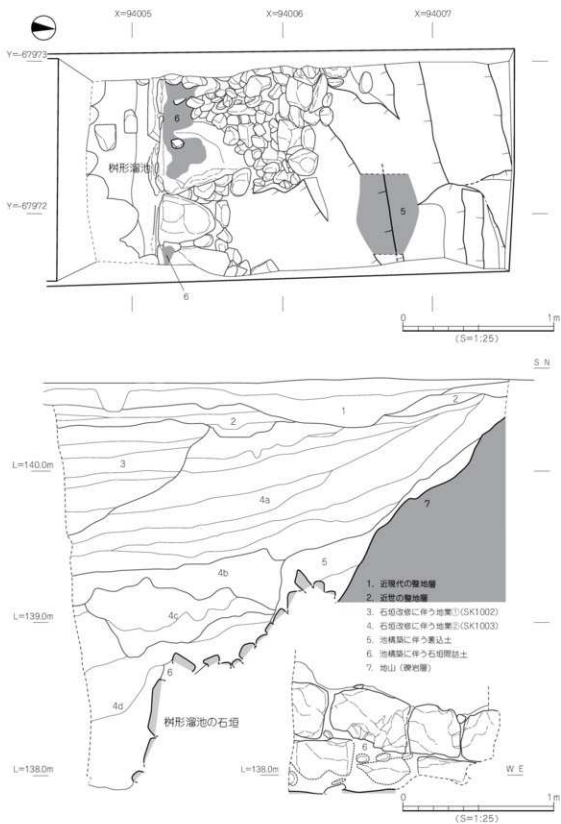 X=94005 X=94006 X=94007
Y=-67973
6
桝形溜池
Y=-67972
5
6
0 1m
(S=1:25)
S N
1
2
2
L=140.0m
3
4a
7
5
4b
1. 近現代の整地層
2. 近世の整地層
L=139.0m
4c
3. 石垣改修に伴う地業①(SK1002)
4. 石垣改修に伴う地業②(SK1003)
5. 池構築に伴う裏込土
6. 池構築に伴う石垣間詰土
6
7. 地山(礫岩層)
4d
桝形溜池の石垣
6
L=138.0m L=138.0m W E
0 1m
(S=1:25)